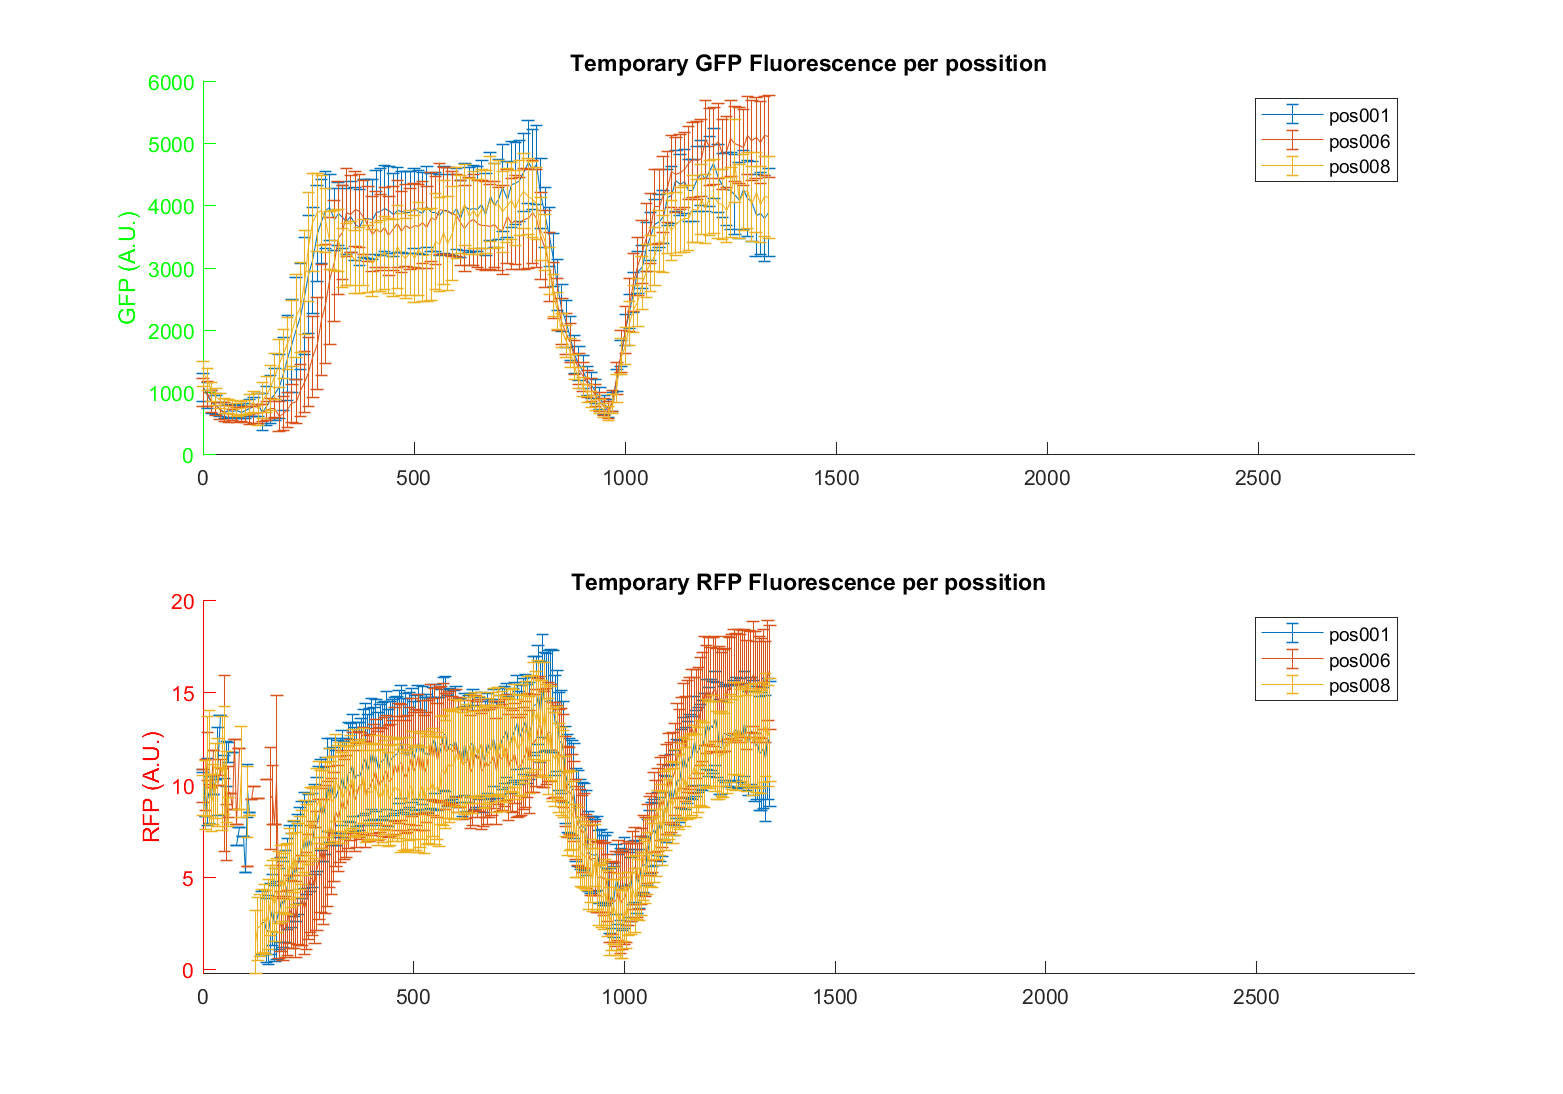 Temporary GFP Fluorescence per possition
6000
5000
4000
3000
2000
1000
0
GFP (A.U.)
0 500 1000 1500 2000 2500
pos001
pos006
pos008
Temporary RFP Fluorescence per possition
20
15
10
5
0
RFP (A.U.)
0 500 1000 1500 2000 2500
pos001
pos006
pos008